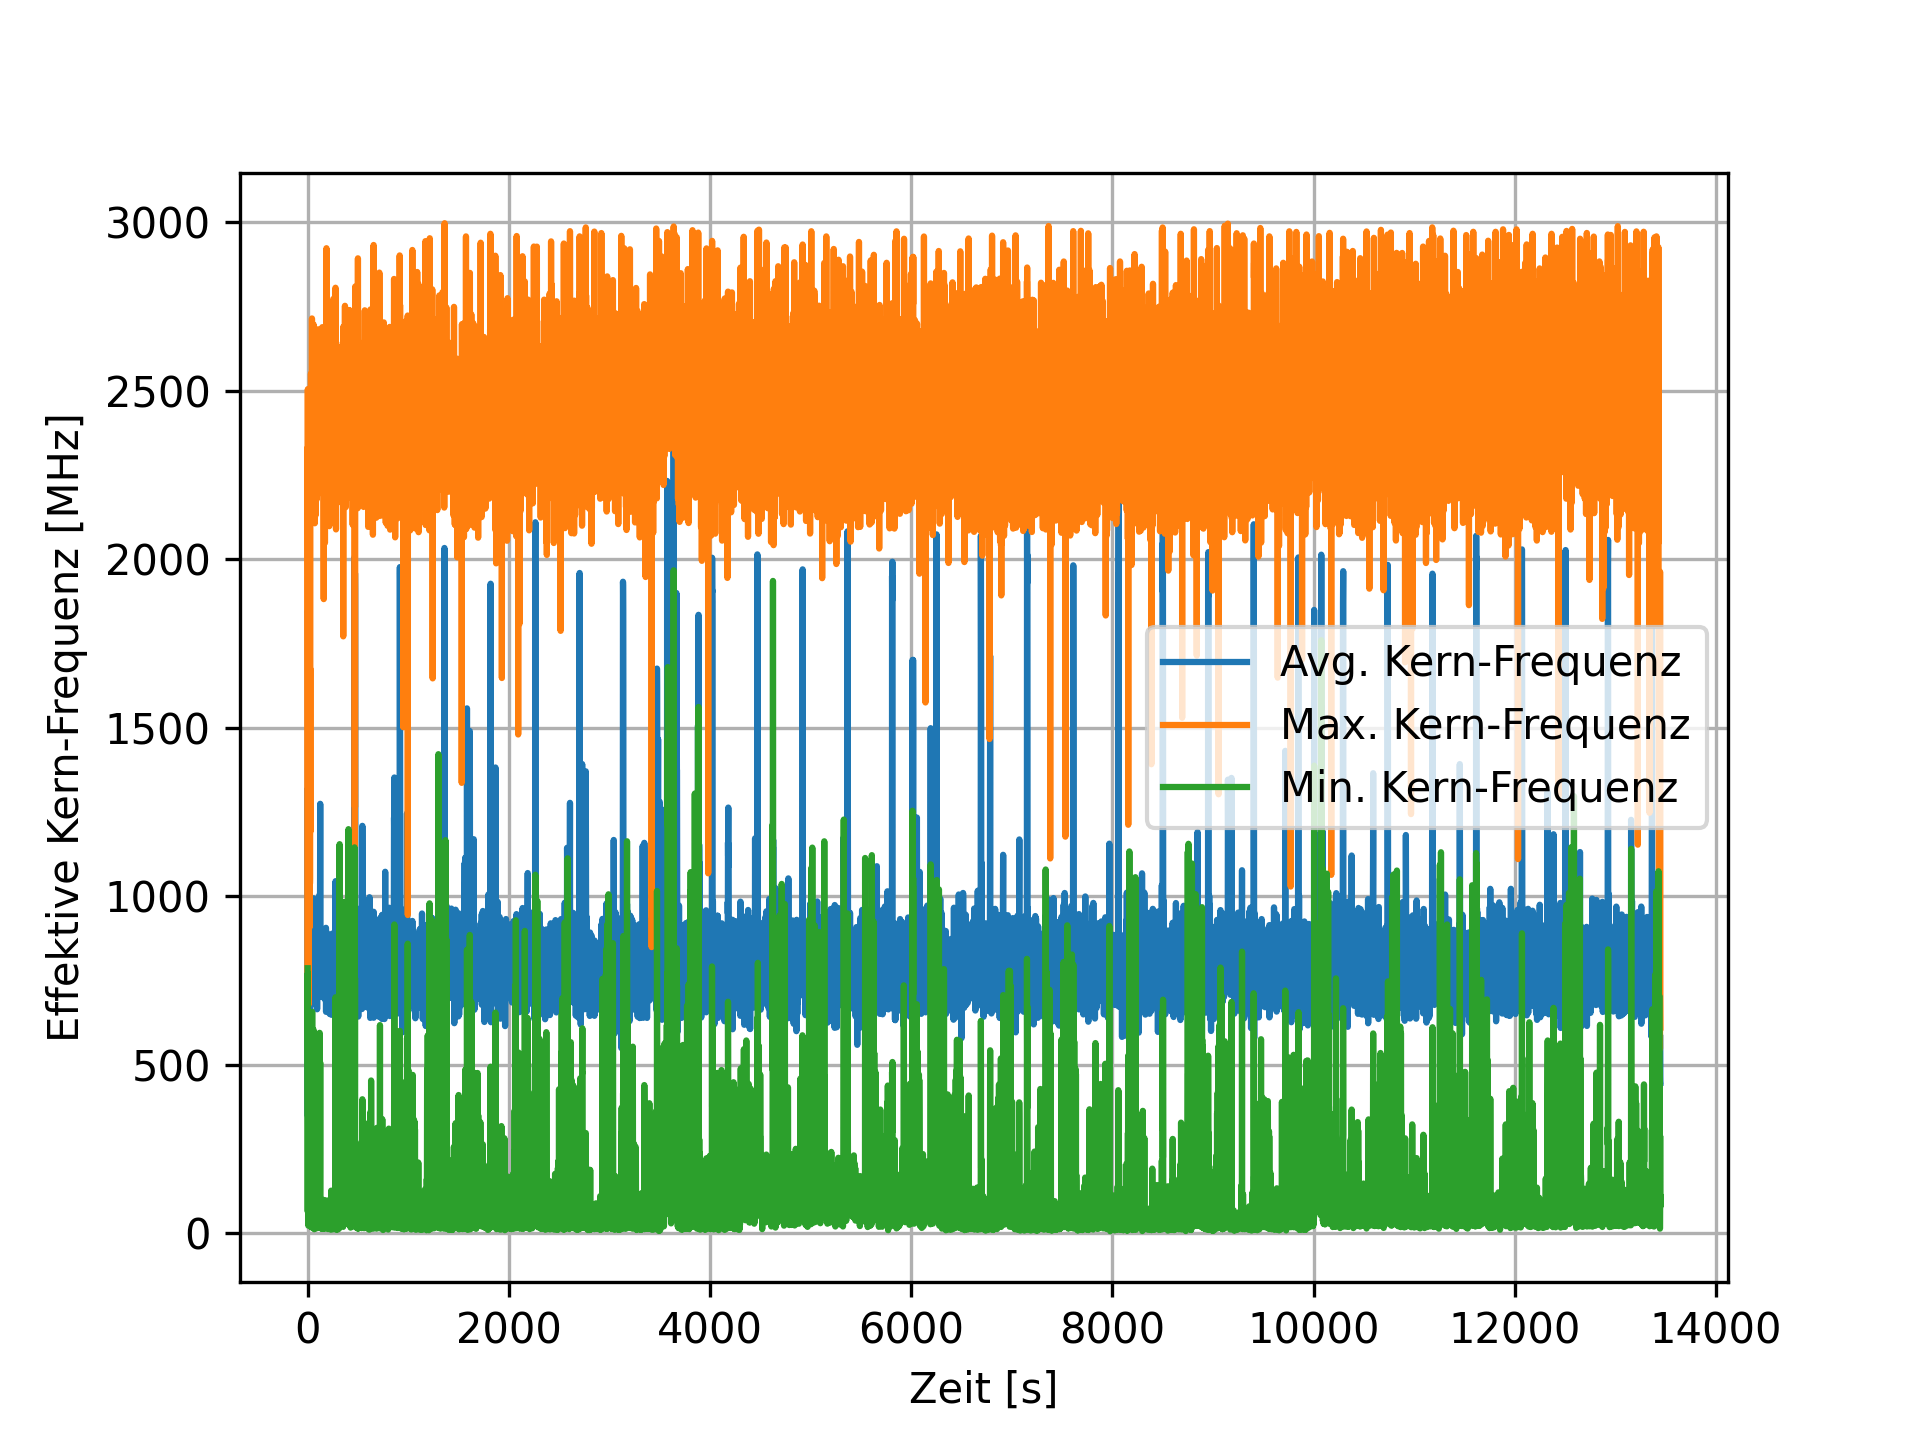 3000
2500
2000
1500
1000
500
0
Effektive Kern-Frequenz [MHz]
Avg. Kern-Frequenz
Max. Kern-Frequenz
Min. Kern-Frequenz
0 2000 4000 6000 8000 10000 12000 14000
Zeit [s]